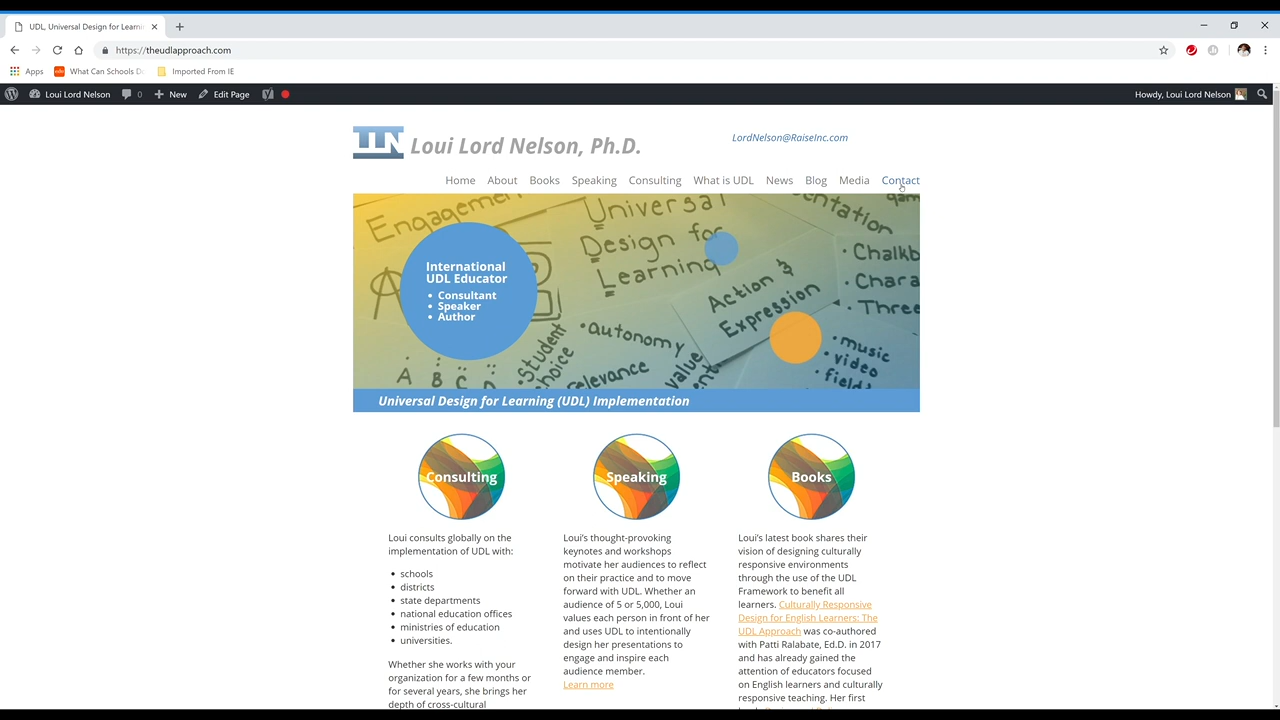 UDL, Universal Design for Learni
https://theudlapproach.com
Apps
What Can Schools Do
Imported From IE
Loui Lord Nelson
0
New
Edit Page
Howdy, Loui Lord Nelson
LLN
Loui Lord Nelson, Ph.D.
LordNelson@RaiseInc.com
Home About Books Speaking Consulting What is UDL News Blog Media Contact
Engagement
Universal
Design for
Learning
entation
gam
• Chalkb
• Chara
• Three
Action &
Expression
• autonomy
• Student
choice
relevance
value
• music
• video
• field
A B C D
International
UDL Educator
• Consultant
• Speaker
• Author
Universal Design for Learning (UDL) Implementation
Consulting
Loui consults globally on the
implementation of UDL with:
• schools
• districts
• state departments
• national education offices
• ministries of education
• universities.
Whether she works with your
organization for a few months or
for several years, she brings her
depth of cross-cultural
Speaking
Loui’s thought-provoking
keynotes and workshops
motivate her audiences to reflect
on their practice and to move
forward with UDL. Whether an
audience of 5 or 5,000, Loui
values each person in front of her
and uses UDL to intentionally
design her presentations to
engage and inspire each
audience member.
Learn more
Books
Loui’s latest book shares their
vision of designing culturally
responsive environments
through the use of the UDL
Framework to benefit all
learners. Culturally Responsive
Design for English Learners: The
UDL Approach was co-authored
with Patti Ralabate, Ed.D. in 2017
and has already gained the
attention of educators focused
on English learners and culturally
responsive teaching. Her first